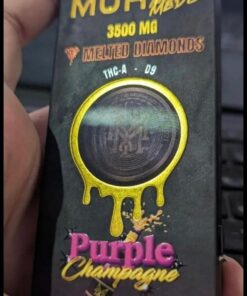 3500 MG
MELTED DIAMONDS
THC-A - D9
Purple
Champagne